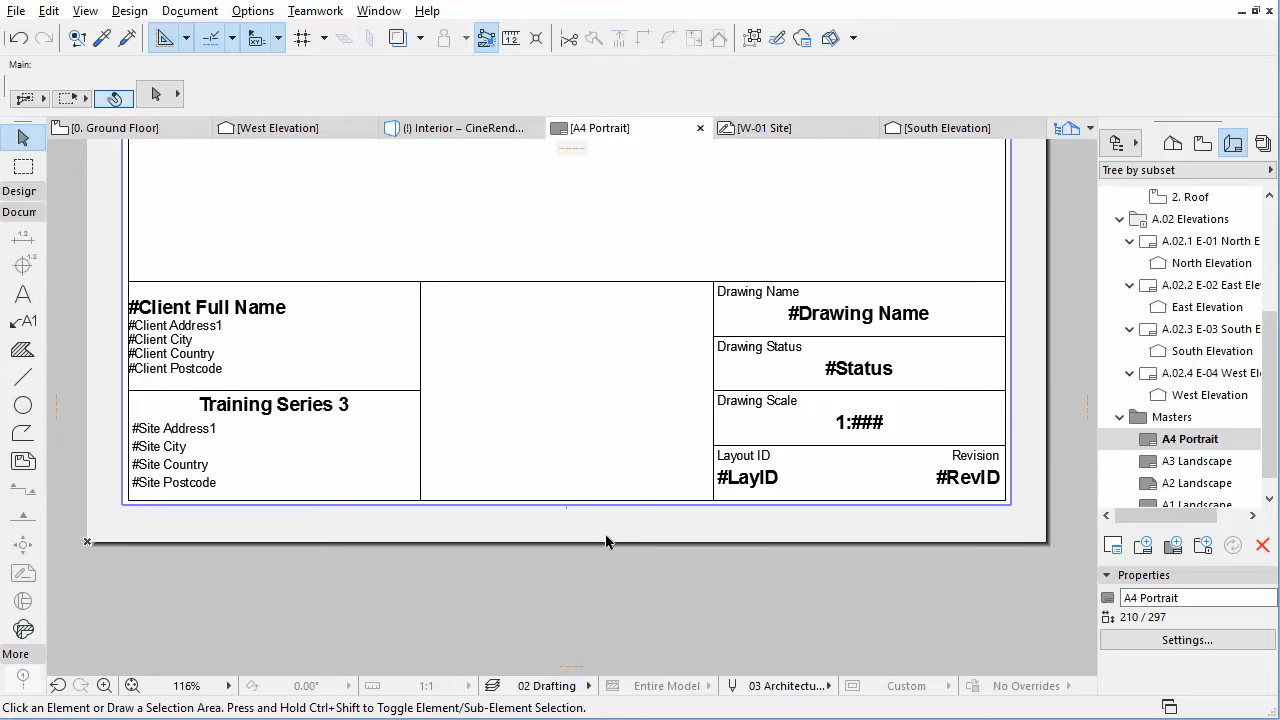 File Edit View Design Document Options Teamwork Window Help
Main:
[0. Ground Floor] [West Elevation] (!) Interior – CineRend... [A4 Portrait] [W-01 Site] [South Elevation]
Design
Docum
More
Tree by subset
2. Roof
A.02 Elevations
A.02.1 E-01 North E
North Elevation
A.02.2 E-02 East Ele
East Elevation
A.02.3 E-03 South E
South Elevation
A.02.4 E-04 West El
West Elevation
Masters
A4 Portrait
A3 Landscape
A2 Landscape
A1 Landscape
Properties
A4 Portrait
210 / 297
Settings...
#Client Full Name
#Client Address1
#Client City
#Client Country
#Client Postcode
Training Series 3
#Site Address1
#Site City
#Site Country
#Site Postcode
Drawing Name
#Drawing Name
Drawing Status
#Status
Drawing Scale
1:###
Layout ID Revision
#LayID #RevID
116% 0.00° 1:1 02 Drafting Entire Model 03 Architectu... Custom No Overrides
Click an Element or Draw a Selection Area. Press and Hold Ctrl+Shift to Toggle Element/Sub-Element Selection.